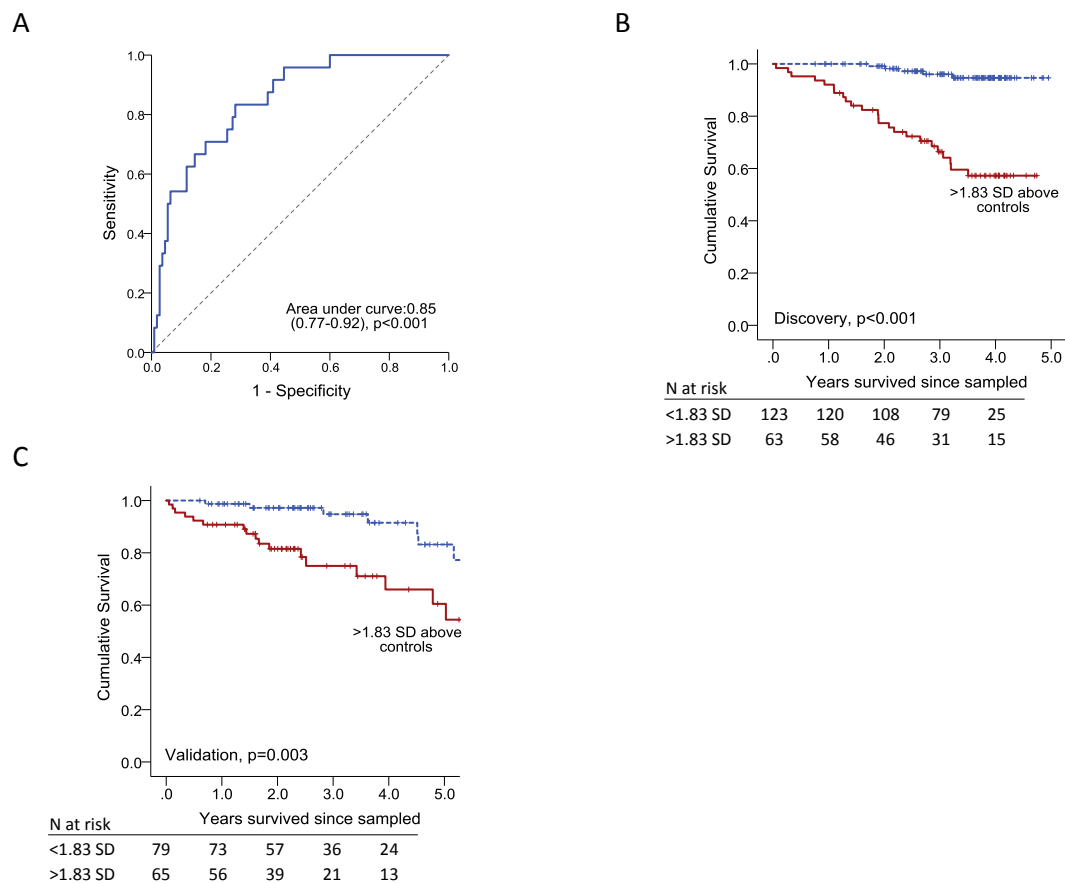 A
1.0
0.8
0.6
0.4
0.2
0.0
Sensitivity
Area under curve:0.85
(0.77-0.92), p<0.001
0.0 0.2 0.4 0.6 0.8 1.0
1 - Specificity
B
1.0
0.8
0.6
0.4
0.2
0.0
Cumulative Survival
>1.83 SD above
controls
Discovery, p<0.001
.0 1.0 2.0 3.0 4.0 5.0
Years survived since sampled
N at risk
<1.83 SD 123 120 108 79 25
>1.83 SD 63 58 46 31 15
C
1.0
0.8
0.6
0.4
0.2
0.0
Cumulative Survival
>1.83 SD above
controls
Validation, p=0.003
.0 1.0 2.0 3.0 4.0 5.0
Years survived since sampled
N at risk
<1.83 SD 79 73 57 36 24
>1.83 SD 65 56 39 21 13